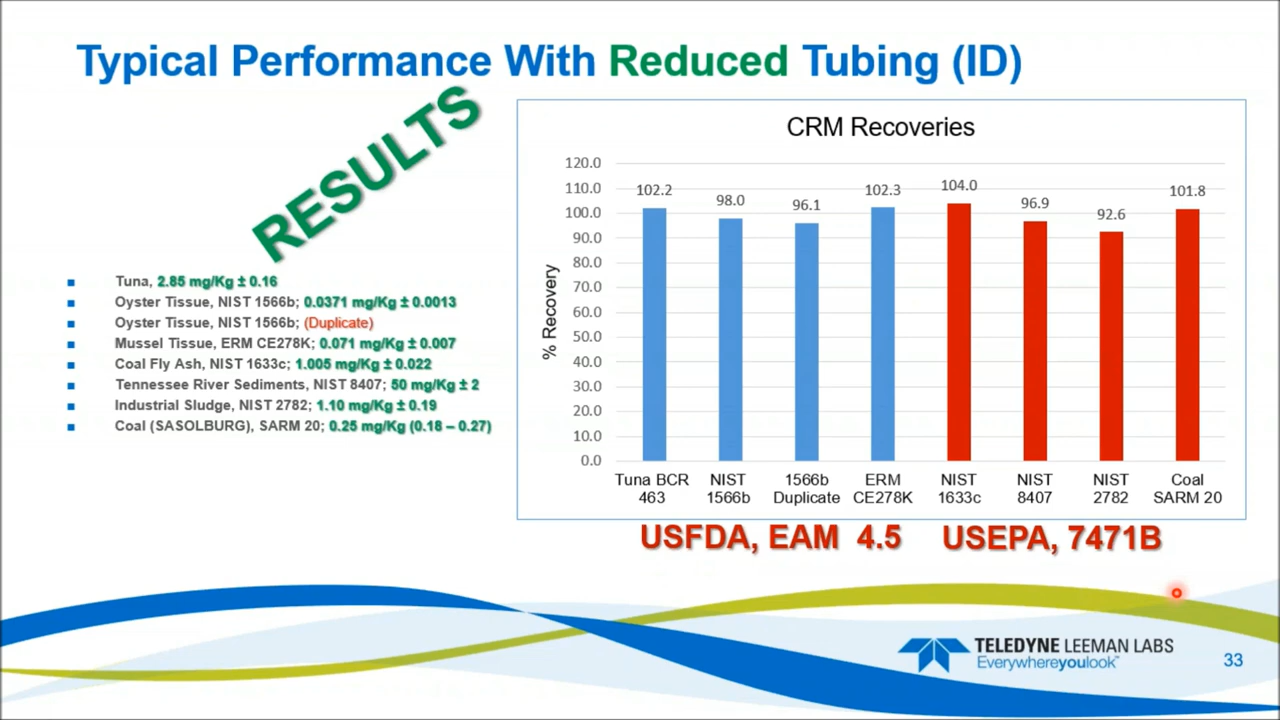 Typical Performance With Reduced Tubing (ID)
RESULTS
Tuna, 2.85 mg/Kg ± 0.16
Oyster Tissue, NIST 1566b; 0.0371 mg/Kg ± 0.0013
Oyster Tissue, NIST 1566b; (Duplicate)
Mussel Tissue, ERM CE278K; 0.071 mg/Kg ± 0.007
Coal Fly Ash, NIST 1633c; 1.005 mg/Kg ± 0.022
Tennessee River Sediments, NIST 8407; 50 mg/Kg ± 2
Industrial Sludge, NIST 2782; 1.10 mg/Kg ± 0.19
Coal (SASOLBURG), SARM 20; 0.25 mg/Kg (0.18 – 0.27)
CRM Recoveries
% Recovery
120.0
110.0
100.0
90.0
80.0
70.0
60.0
50.0
40.0
30.0
20.0
10.0
0.0
102.2 98.0 96.1 102.3 104.0 96.9 92.6 101.8
Tuna BCR NIST 1566b ERM NIST NIST NIST Coal
463 1566b Duplicate CE278K 1633c 8407 2782 SARM 20
USFDA, EAM 4.5 USEPA, 7471B
TELEDYNE LEEMAN LABS
Everywhereyoulook™
33